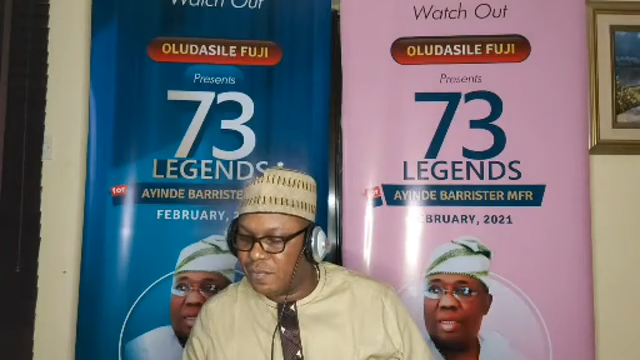 Watch Out
OLUDASILE FUJI
Presents
73
LEGENDS
TOY
AYINDE BARRISTER
FEBRUARY,
Watch Out
OLUDASILE FUJI
Presents
73
LEGENDS
AYINDE BARRISTER MFR
FEBRUARY, 2021